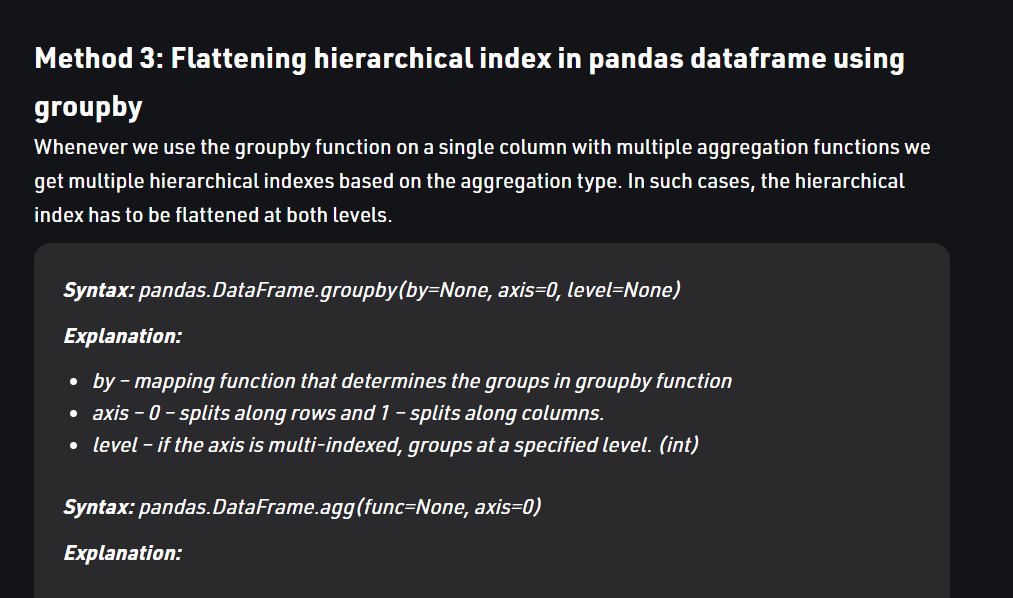 Method 3: Flattening hierarchical index in pandas dataframe using
groupby
Whenever we use the groupby function on a single column with multiple aggregation functions we
get multiple hierarchical indexes based on the aggregation type. In such cases, the hierarchical
index has to be flattened at both levels.
Syntax: pandas.DataFrame.groupby(by=None, axis=0, level=None)
Explanation:
• by – mapping function that determines the groups in groupby function
• axis – 0 – splits along rows and 1 – splits along columns.
• level – if the axis is multi-indexed, groups at a specified level. (int)
Syntax: pandas.DataFrame.agg(func=None, axis=0)
Explanation: